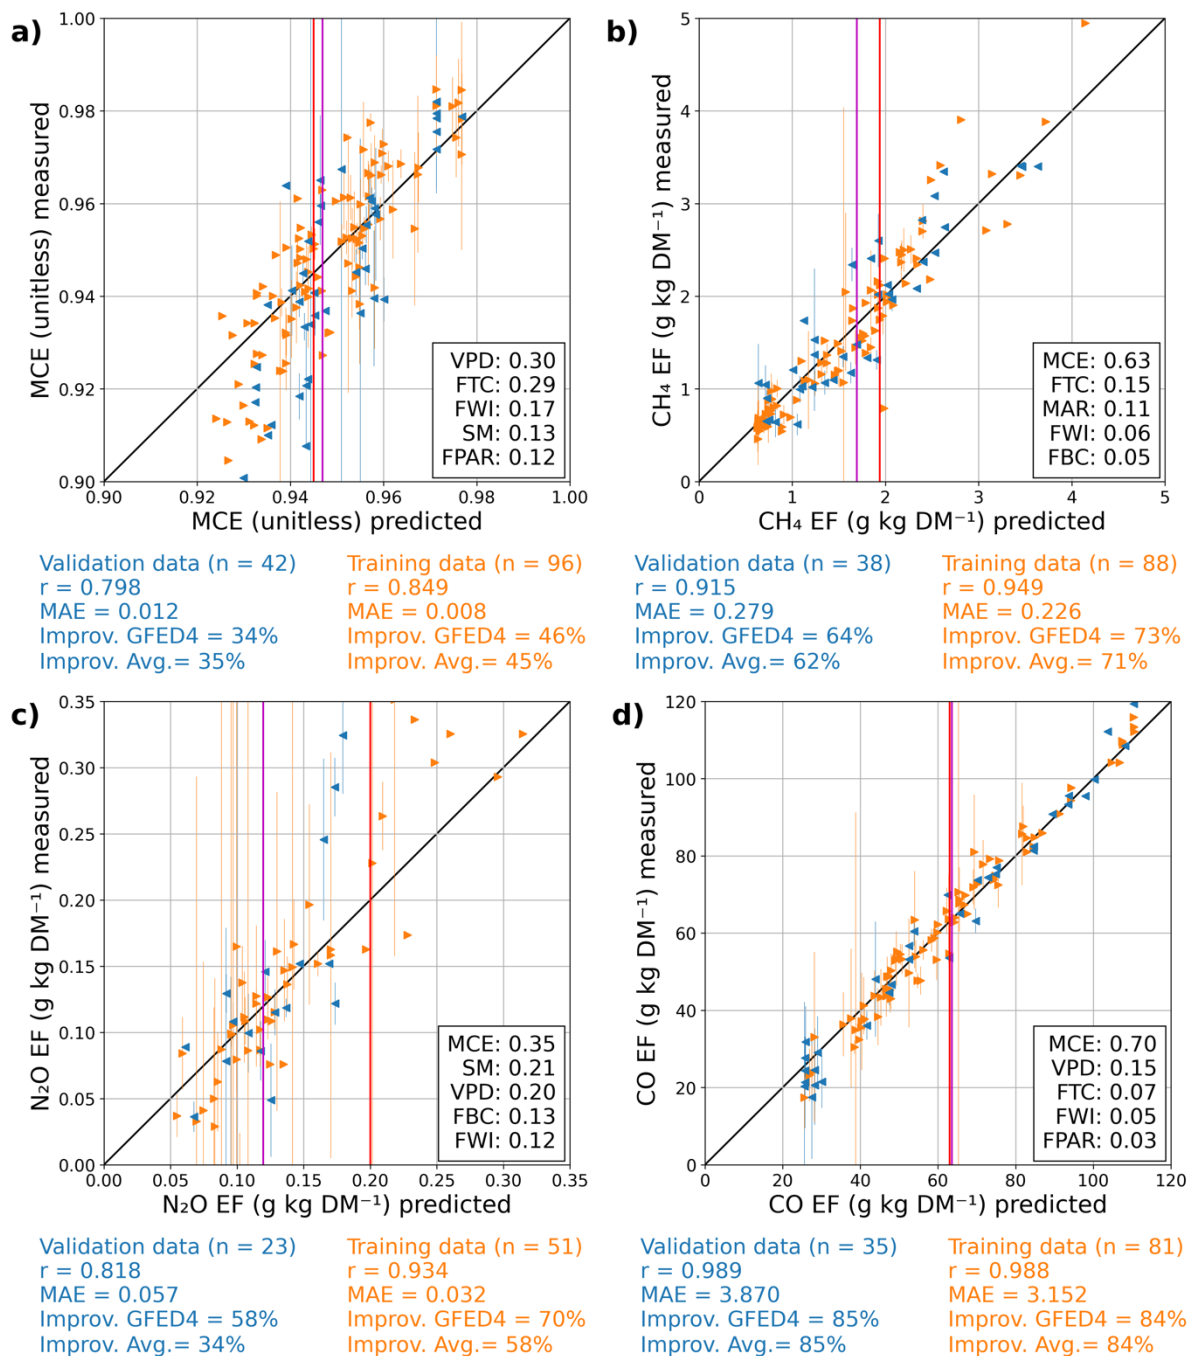 a)
1.00
0.98
0.96
0.94
0.92
0.90
MCE (unitless) measured
VPD: 0.30
FTC: 0.29
FWI: 0.17
SM: 0.13
FPAR: 0.12
0.90 0.92 0.94 0.96 0.98 1.00
MCE (unitless) predicted
Validation data (n = 42)
r = 0.798
MAE = 0.012
Improv. GFED4 = 34%
Improv. Avg.= 35%
Training data (n = 96)
r = 0.849
MAE = 0.008
Improv. GFED4 = 46%
Improv. Avg.= 45%
b)
5
4
3
2
1
0
CH₄ EF (g kg DM⁻¹) measured
MCE: 0.63
FTC: 0.15
MAR: 0.11
FWI: 0.06
FBC: 0.05
0 1 2 3 4 5
CH₄ EF (g kg DM⁻¹) predicted
Validation data (n = 38)
r = 0.915
MAE = 0.279
Improv. GFED4 = 64%
Improv. Avg.= 62%
Training data (n = 88)
r = 0.949
MAE = 0.226
Improv. GFED4 = 73%
Improv. Avg.= 71%
c)
0.35
0.30
0.25
0.20
0.15
0.10
0.05
0.00
N₂O EF (g kg DM⁻¹) measured
MCE: 0.35
SM: 0.21
VPD: 0.20
FBC: 0.13
FWI: 0.12
0.00 0.05 0.10 0.15 0.20 0.25 0.30 0.35
N₂O EF (g kg DM⁻¹) predicted
Validation data (n = 23)
r = 0.818
MAE = 0.057
Improv. GFED4 = 58%
Improv. Avg.= 34%
Training data (n = 51)
r = 0.934
MAE = 0.032
Improv. GFED4 = 70%
Improv. Avg.= 58%
d)
120
100
80
60
40
20
0
CO EF (g kg DM⁻¹) measured
MCE: 0.70
VPD: 0.15
FTC: 0.07
FWI: 0.05
FPAR: 0.03
0 20 40 60 80 100 120
CO EF (g kg DM⁻¹) predicted
Validation data (n = 35)
r = 0.989
MAE = 3.870
Improv. GFED4 = 85%
Improv. Avg.= 85%
Training data (n = 81)
r = 0.988
MAE = 3.152
Improv. GFED4 = 84%
Improv. Avg.= 84%